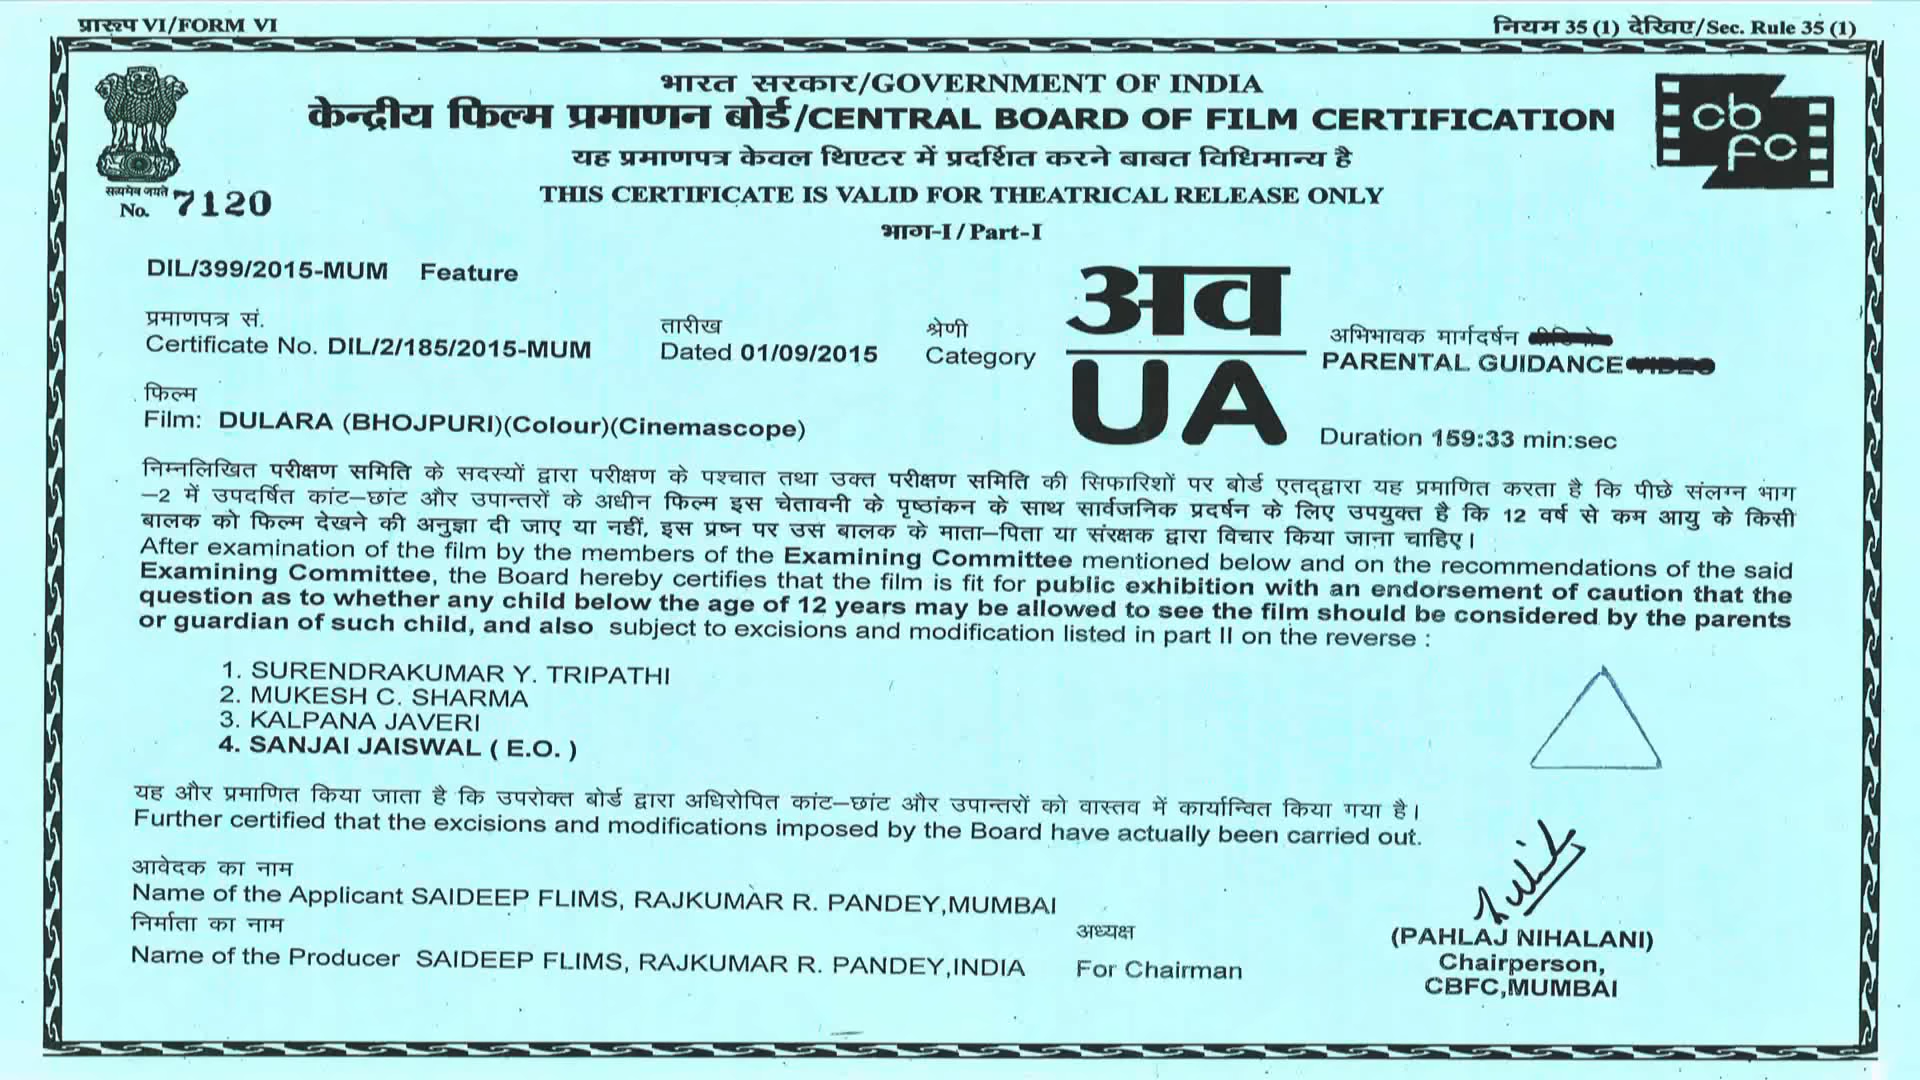 प्रारूप VI/FORM VI
नियम 35 (1) देखिए/Sec. Rule 35 (1)
भारत सरकार/GOVERNMENT OF INDIA
केन्द्रीय फिल्म प्रमाणन बोर्ड/CENTRAL BOARD OF FILM CERTIFICATION
cb
fc
यह प्रमाणपत्र केवल थिएटर में प्रदर्शित करने बाबत विधिमान्य है
सत्यमेव जयते
THIS CERTIFICATE IS VALID FOR THEATRICAL RELEASE ONLY
No. 7120
भाग-I / Part-I
DIL/399/2015-MUM Feature
प्रमाणपत्र सं.
Certificate No. DIL/2/185/2015-MUM
तारीख
Dated 01/09/2015
श्रेणी
Category
अव
UA
अभिभावक मार्गदर्शन
PARENTAL GUIDANCE VIDEO
फिल्म
Film: DULARA (BHOJPURI)(Colour)(Cinemascope)
Duration 159:33 min:sec
निम्नलिखित परीक्षण समिति के सदस्यों द्वारा परीक्षण के पश्चात तथा उक्त परीक्षण समिति की सिफारिशों पर बोर्ड एतद्द्वारा यह प्रमाणित करता है कि पीछे संलग्न भाग
–2 में उपदर्षित कांट–छांट और उपान्तरों के अधीन फिल्म इस चेतावनी के पृष्ठांकन के साथ सार्वजनिक प्रदर्षन के लिए उपयुक्त है कि 12 वर्ष से कम आयु के किसी
बालक को फिल्म देखने की अनुज्ञा दी जाए या नहीं, इस प्रष्न पर उस बालक के माता–पिता या संरक्षक द्वारा विचार किया जाना चाहिए।
After examination of the film by the members of the Examining Committee mentioned below and on the recommendations of the said
Examining Committee, the Board hereby certifies that the film is fit for public exhibition with an endorsement of caution that the
question as to whether any child below the age of 12 years may be allowed to see the film should be considered by the parents
or guardian of such child, and also subject to excisions and modification listed in part II on the reverse :
1. SURENDRAKUMAR Y. TRIPATHI
2. MUKESH C. SHARMA
3. KALPANA JAVERI
4. SANJAI JAISWAL ( E.O. )
यह और प्रमाणित किया जाता है कि उपरोक्त बोर्ड द्वारा अधिरोपित कांट–छांट और उपान्तरों को वास्तव में कार्यान्वित किया गया है।
Further certified that the excisions and modifications imposed by the Board have actually been carried out.
आवेदक का नाम
Name of the Applicant SAIDEEP FLIMS, RAJKUMAR R. PANDEY,MUMBAI
निर्माता का नाम
Name of the Producer SAIDEEP FLIMS, RAJKUMAR R. PANDEY,INDIA
अध्यक्ष
For Chairman
(PAHLAJ NIHALANI)
Chairperson,
CBFC,MUMBAI